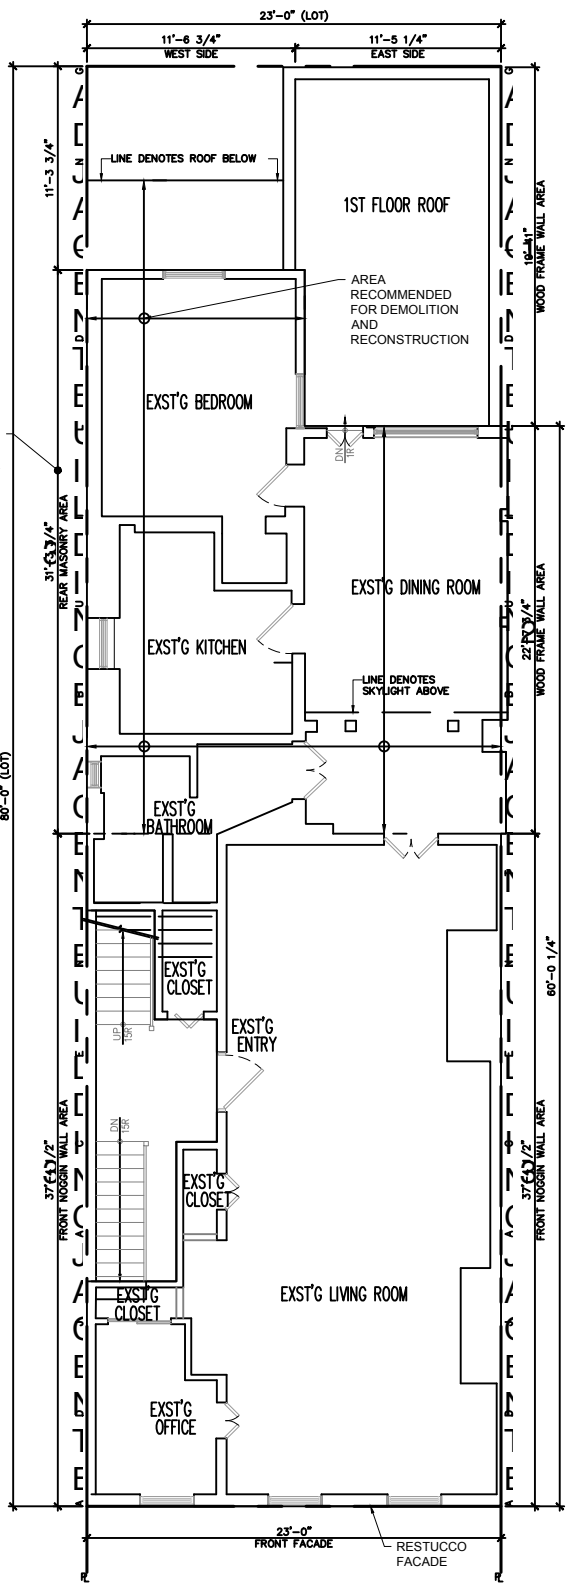 23'-0" (LOT)
11'-6 3/4"
WEST SIDE
11'-5 1/4"
EAST SIDE
LINE DENOTES ROOF BELOW
11'-3 3/4"
1ST FLOOR ROOF
WOOD FRAME WALL AREA
AREA
RECOMMENDED
FOR DEMOLITION
AND
RECONSTRUCTION
EXST'G BEDROOM
DN
1R
REAR MASONRY AREA
EXST'G DINING ROOM
WOOD FRAME WALL AREA
EXST'G KITCHEN
LINE DENOTES
SKYLIGHT ABOVE
80'-0" (LOT)
EXST'G
BATHROOM
60'-0 1/4"
EXST'G
CLOSET
UP
15R
EXST'G
ENTRY
DN
15R
FRONT NOGGIN WALL AREA
EXST'G
CLOSET
FRONT NOGGIN WALL AREA
EXST'G LIVING ROOM
EXST'G
CLOSET
EXST'G
OFFICE
23'-0"
FRONT FACADE
RESTUCCO
FACADE